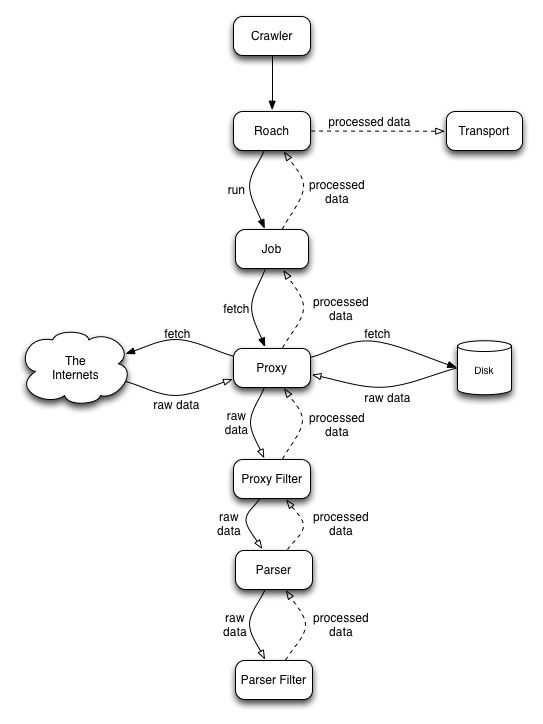 Crawler
Roach
processed data
Transport
run
processed
data
Job
fetch
processed
data
fetch
fetch
The
Internets
Proxy
Disk
raw data
raw data
raw
data
processed
data
Proxy Filter
raw
data
processed
data
Parser
raw
data
processed
data
Parser Filter